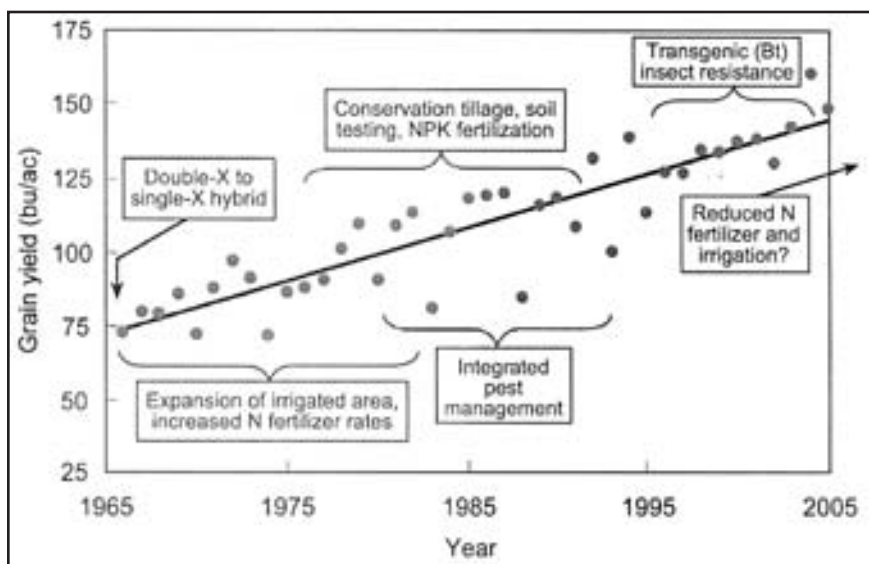 175
150
125
100
75
50
25
Grain yield (bu/ac)
Transgenic (Bt)
insect resistance
Conservation tillage, soil
testing, NPK fertilization
Double-X to
single-X hybrid
Reduced N
fertilizer and
irrigation?
Integrated
pest
management
Expansion of irrigated area,
increased N fertilizer rates
1965
1975
1985
1995
2005
Year